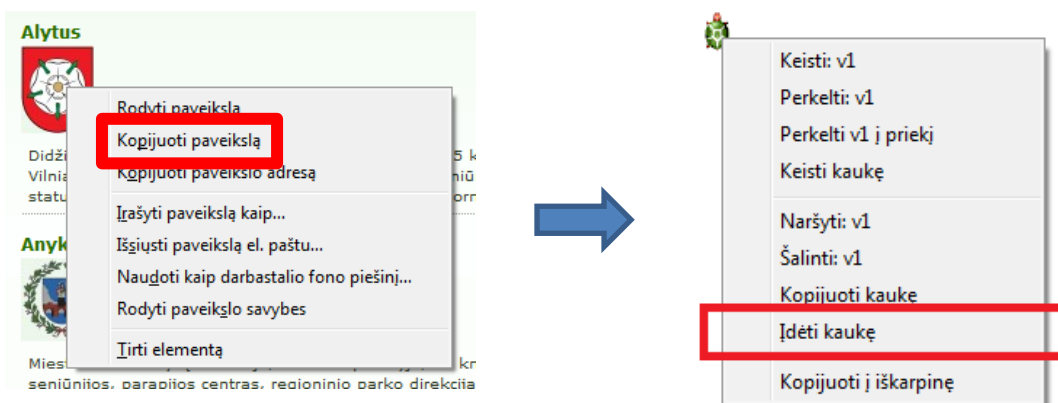 Alytus
Rodyti paveikslą
Kopijuoti paveikslą
Kopijuoti paveikslo adresą
Įrašyti paveikslą kaip...
Išsiųsti paveikslą el. paštu...
Naudoti kaip darbastalio fono piešinį...
Rodyti paveikslo savybes
Tirti elementą
Didži
Vilnia
statu
Anyk
Miest
seniūnijos, parapijos centras, regioninio parko direkcija
Keisti: v1
Perkelti: v1
Perkelti v1 į priekį
Keisti kaukę
Naršyti: v1
Šalinti: v1
Kopijuoti kaukę
Įdėti kaukę
Kopijuoti į iškarpinę